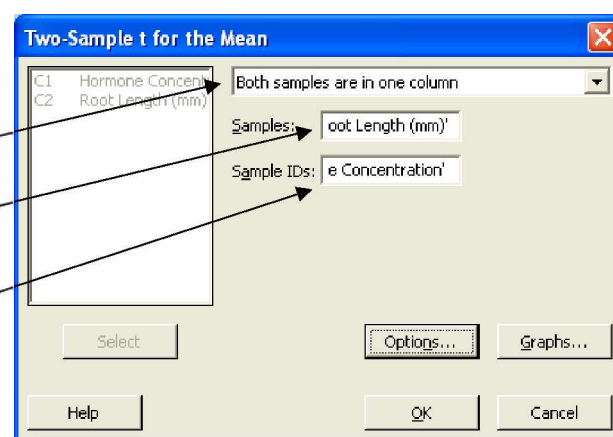 Two-Sample t for the Mean
C1 Hormone Concent
C2 Root Length (mm)
Both samples are in one column
Samples: oot Length (mm)'
Sample IDs: e Concentration'
Select
Options...
Graphs...
Help
OK
Cancel